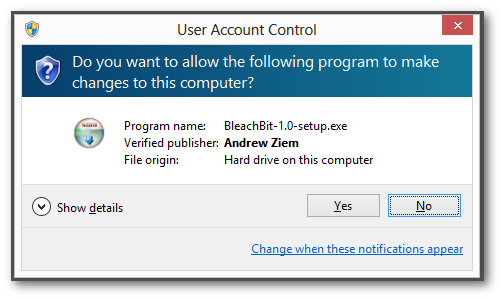 User Account Control
Do you want to allow the following program to make
changes to this computer?
Program name: BleachBit-1.0-setup.exe
Verified publisher: Andrew Ziem
File origin: Hard drive on this computer
Show details
Yes
No
Change when these notifications appear